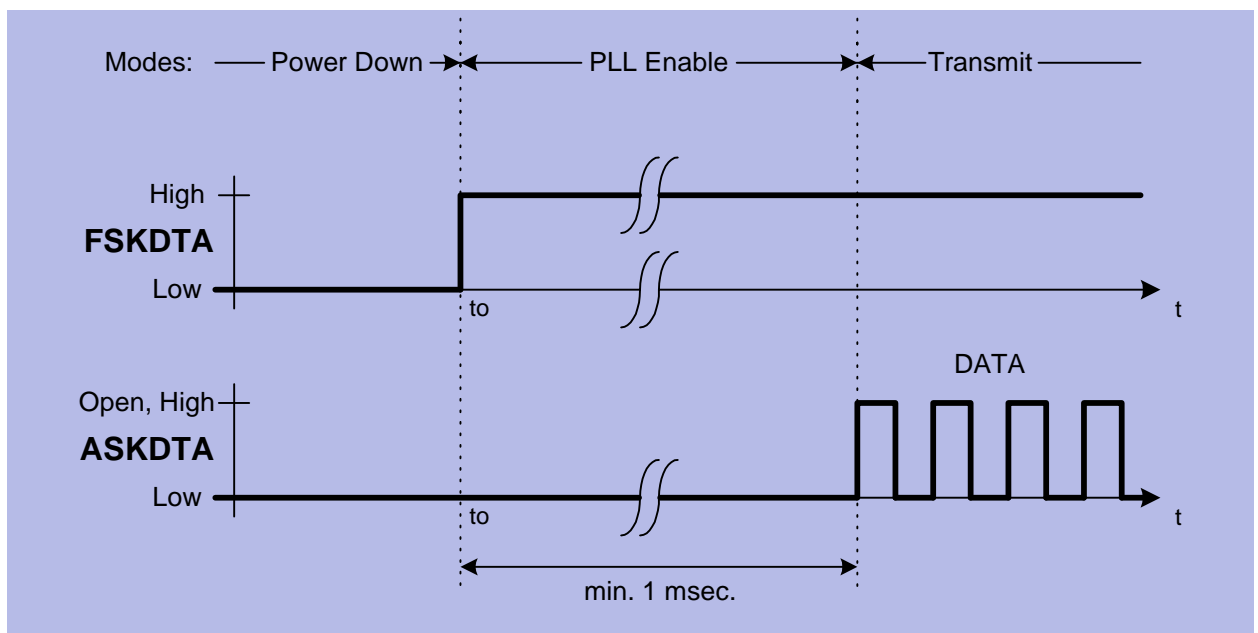 Modes: Power Down PLL Enable Transmit
High
FSKDTA
Low
to
t
DATA
Open, High
ASKDTA
Low
to
t
min. 1 msec.